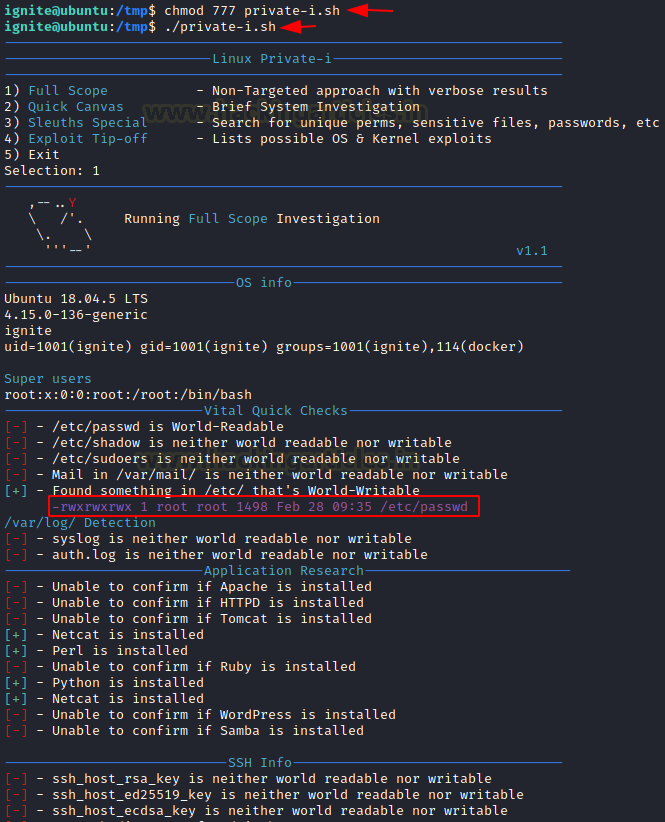 ignite@ubuntu:/tmp$ chmod 777 private-i.sh
ignite@ubuntu:/tmp$ ./private-i.sh
Linux Private-i
1) Full Scope - Non-Targeted approach with verbose results
2) Quick Canvas - Brief System Investigation
3) Sleuths Special - Search for unique perms, sensitive files, passwords, etc
4) Exploit Tip-off - Lists possible OS & Kernel exploits
5) Exit
Selection: 1
,--..Y
\   /'.     Running Full Scope Investigation
\.    \
'''--'     v1.1
OS info
Ubuntu 18.04.5 LTS
4.15.0-136-generic
ignite
uid=1001(ignite) gid=1001(ignite) groups=1001(ignite),114(docker)
Super users
root:x:0:0:root:/root:/bin/bash
Vital Quick Checks
[-] - /etc/passwd is World-Readable
[-] - /etc/shadow is neither world readable nor writable
[-] - /etc/sudoers is neither world readable nor writable
[-] - Mail in /var/mail/ is neither world readable nor writable
[+] - Found something in /etc/ that's World-Writable
-rwxrwxrwx 1 root root 1498 Feb 28 09:35 /etc/passwd
/var/log/ Detection
[-] - syslog is neither world readable nor writable
[-] - auth.log is neither world readable nor writable
Application Research
[-] - Unable to confirm if Apache is installed
[-] - Unable to confirm if HTTPD is installed
[-] - Unable to confirm if Tomcat is installed
[+] - Netcat is installed
[+] - Perl is installed
[-] - Unable to confirm if Ruby is installed
[+] - Python is installed
[+] - Netcat is installed
[-] - Unable to confirm if WordPress is installed
[-] - Unable to confirm if Samba is installed
SSH Info
[-] - ssh_host_rsa_key is neither world readable nor writable
[-] - ssh_host_ed25519_key is neither world readable nor writable
[-] - ssh_host_ecdsa_key is neither world readable nor writable